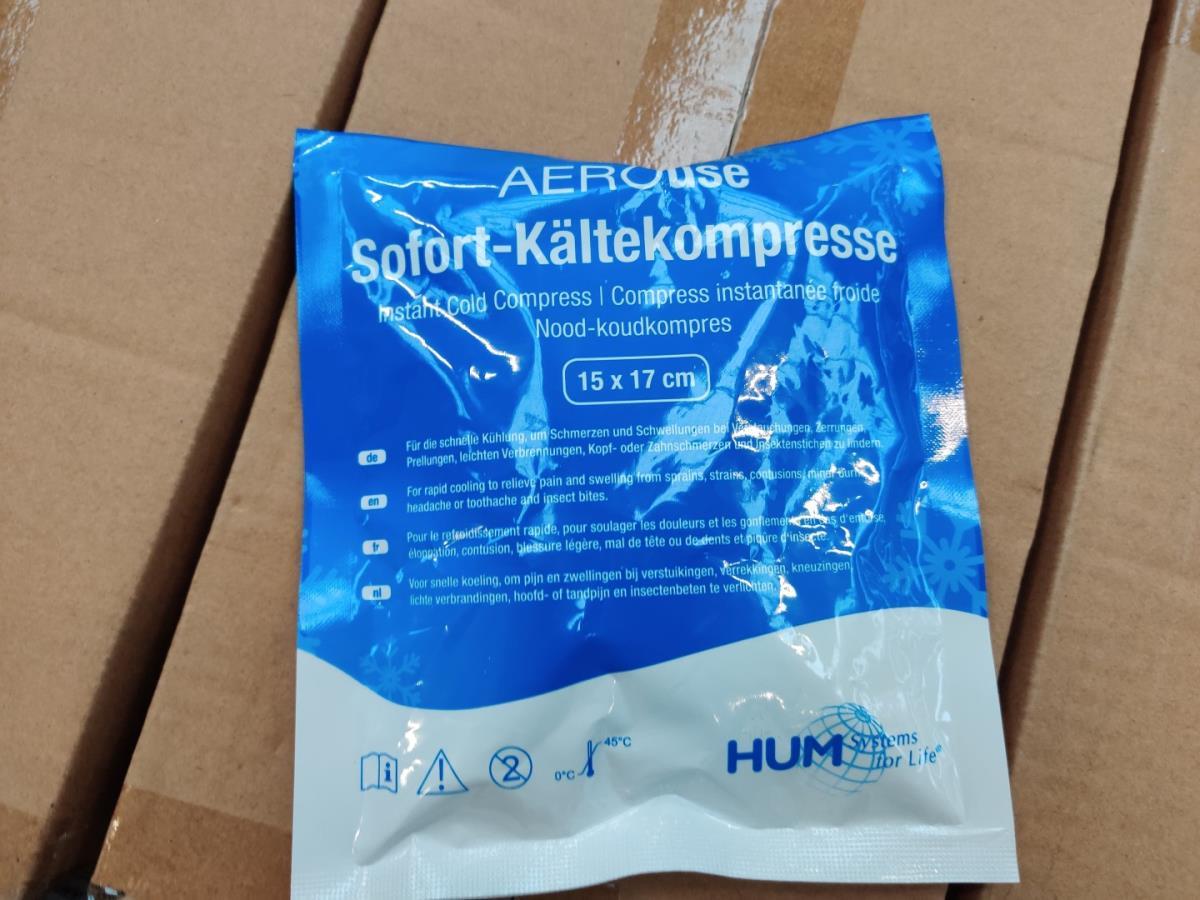 AEROuse
Sofort-Kältekompresse
Instant Cold Compress | Compress instantanée froide
Nood-koudkompres
15 x 17 cm
de
Für die schnelle Kühlung, um Schmerzen und Schwellungen bei Verstauchungen, Zerrungen,
Prellungen, leichten Verbrennungen, Kopf- oder Zahnschmerzen und Insektenstichen zu lindern.
en
For rapid cooling to relieve pain and swelling from sprains, strains, contusions, minor burn
headache or toothache and insect bites.
fr
Pour le refroidissement rapide, pour soulager les douleurs et les gonflements en cas d'entorse,
élongation, contusion, blessure légère, mal de tête ou de dents et piqûre d'insecte.
nl
Voor snelle koeling, om pijn en zwellingen bij verstuikingen, verrekkingen, kneuzingen,
lichte verbrandingen, hoofd- of tandpijn en insectenbeten te verlichten.
45°C
0°C
2
HUM Systems
for Life®